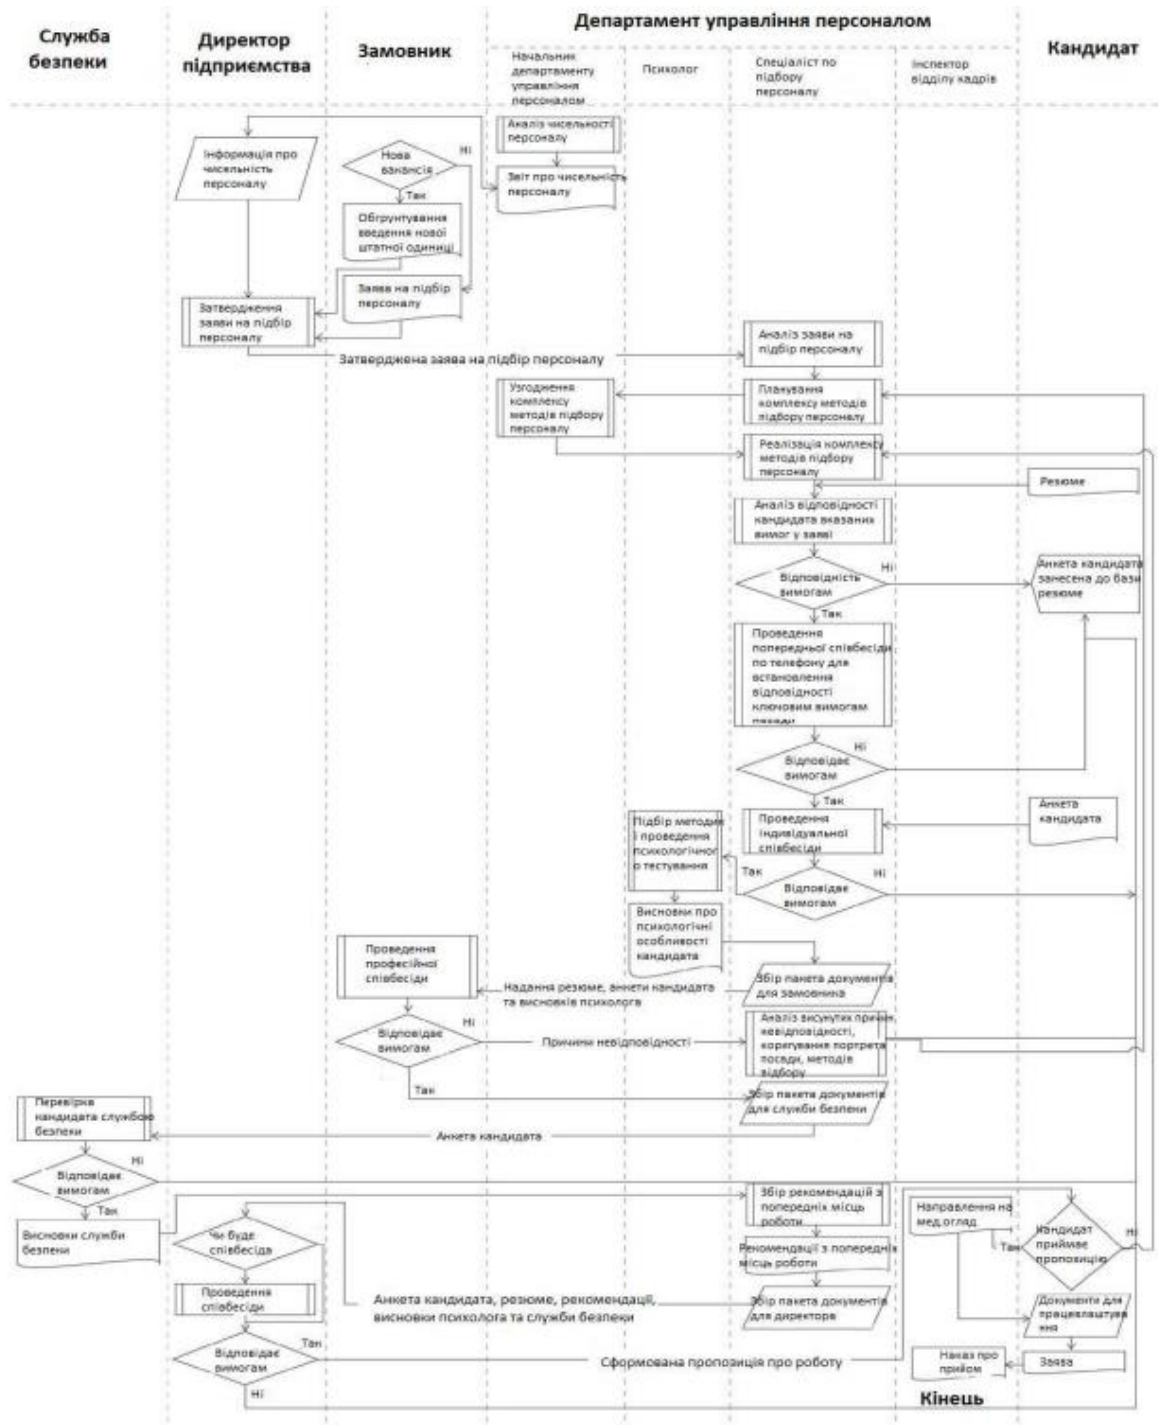 Служба
безпеки
Директор
підприємства
Замовник
Департамент управління персоналом
Кандидат
Начальник
департаменту
управління
персоналом
Психолог
Спеціаліст по
підбору
персоналу
Інспектор
відділу кадрів
Аналіз чисельності
персоналу
Інформація про
чисельність
персоналу
Нова
вакансія
Ні
Звіт про чисельність
персоналу
Так
Обгрунтування
введення нової
штатної одиниці
Заява на підбір
персоналу
Затвердження
заяви на підбір
персоналу
Затверджена заява на підбір персоналу
Аналіз заяви на
підбір персоналу
Узгодження
комплексу
методів підбору
персоналу
Планування
комплексу методів
підбору персоналу
Реалізація комплексу
методів підбору
персоналу
Резюме
Аналіз відповідності
кандидата вказаних
вимог у заяві
Відповідність
вимогам
Ні
Анкета кандидата
занесена до бази
резюме
Так
Проведення
попередньої співбесіди
по телефону для
встановлення
відповідності
ключовим вимогам
посади
Ні
Відповідає
вимогам
Так
Анкета
кандидата
Підбір методик
і проведення
психологічног
о тестування
Проведення
індивідуальної
співбесіди
Так
Ні
Відповідає
вимогам
Висновки про
психологічні
особливості
кандидата
Проведення
професійної
співбесіди
Збір пакета документів
для замовника
Надання резюме, анкети кандидата
та висновків психолога
Ні
Відповідає
вимогам
Причини невідповідності
Аналіз висунутих причин
невідповідності,
коригування портрета
посади, методів
відбору
Так
Збір пакета документів
для служби безпеки
Перевірка
кандидата службою
безпеки
Анкета кандидата
Ні
Відповідає
вимогам
Так
Висновки служби
безпеки
Чи буде
співбесіда
Збір рекомендацій з
попередніх місць
роботи
Направлення на
мед.огляд
Кандидат
приймає
пропозицію
Ні
Так
Рекомендації з попередніх
місць роботи
Проведення
співбесіди
Анкета кандидата, резюме, рекомендації,
висновки психолога та служби безпеки
Збір пакета документів
для директора
Документи для
працевлаштува
ння
Так
Відповідає
вимогам
Сформована пропозиція про роботу
Наказ про
прийом
Заява
Ні
Кінець